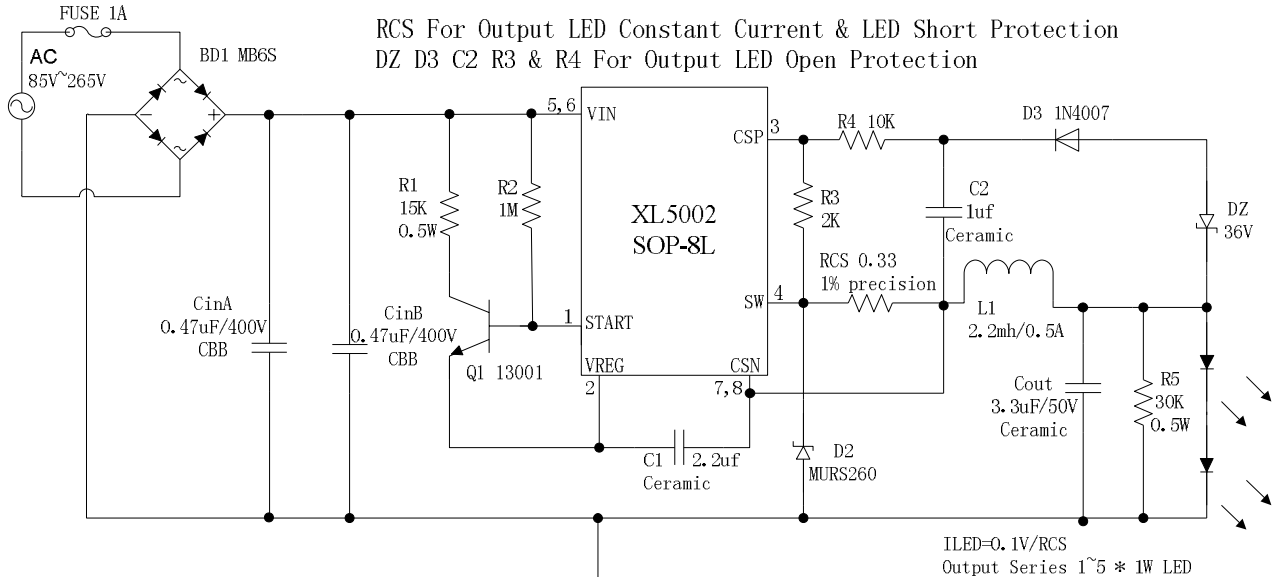 FUSE 1A
RCS For Output LED Constant Current & LED Short Protection
DZ D3 C2 R3 & R4 For Output LED Open Protection
AC
85V~265V
BD1 MB6S
~
-
+
~
5,6
VIN
CSP
3
R4 10K
D3 1N4007
R1
15K
0.5W
R2
1M
XL5002
SOP-8L
R3
2K
C2
1uf
Ceramic
DZ
36V
RCS 0.33
1% precision
SW
4
L1
2.2mh/0.5A
CinA
0.47uF/400V
CBB
CinB
0.47uF/400V
CBB
1
START
Q1 13001
VREG
2
CSN
7,8
Cout
3.3uF/50V
Ceramic
R5
30K
0.5W
C1
2.2uf
Ceramic
D2
MURS260
ILED=0.1V/RCS
Output Series 1~5 * 1W LED